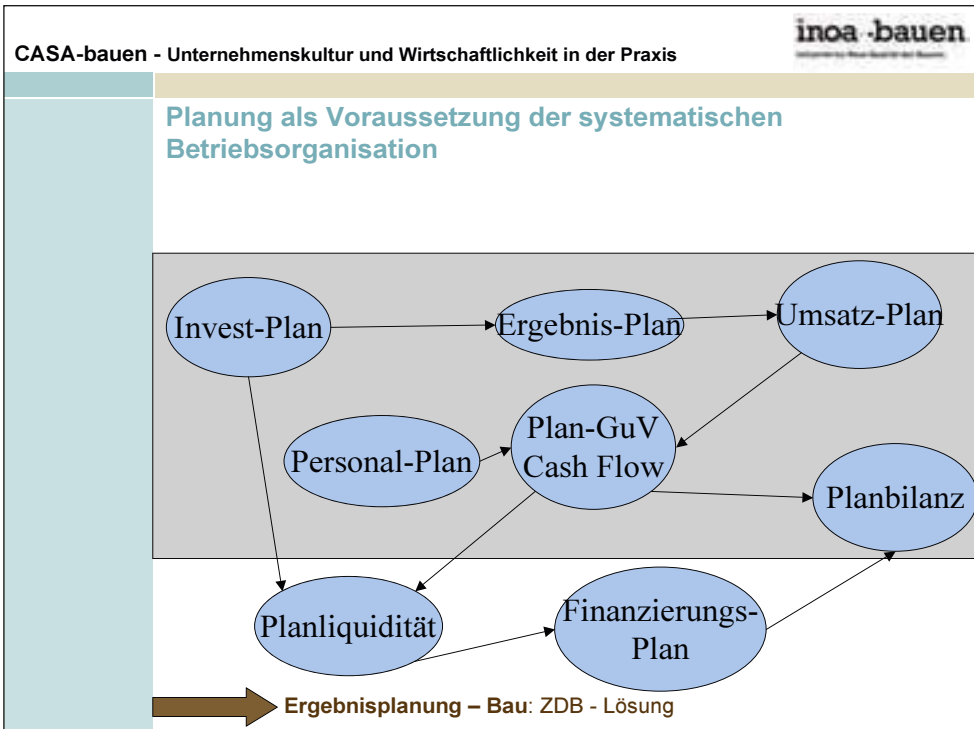 CASA-bauen - Unternehmenskultur und Wirtschaftlichkeit in der Praxis
inoa -bauen
Planung als Voraussetzung der systematischen
Betriebsorganisation
Invest-Plan
Ergebnis-Plan
Umsatz-Plan
Personal-Plan
Plan-GuV
Cash Flow
Planbilanz
Planliquidität
Finanzierungs-
Plan
Ergebnisplanung – Bau: ZDB - Lösung